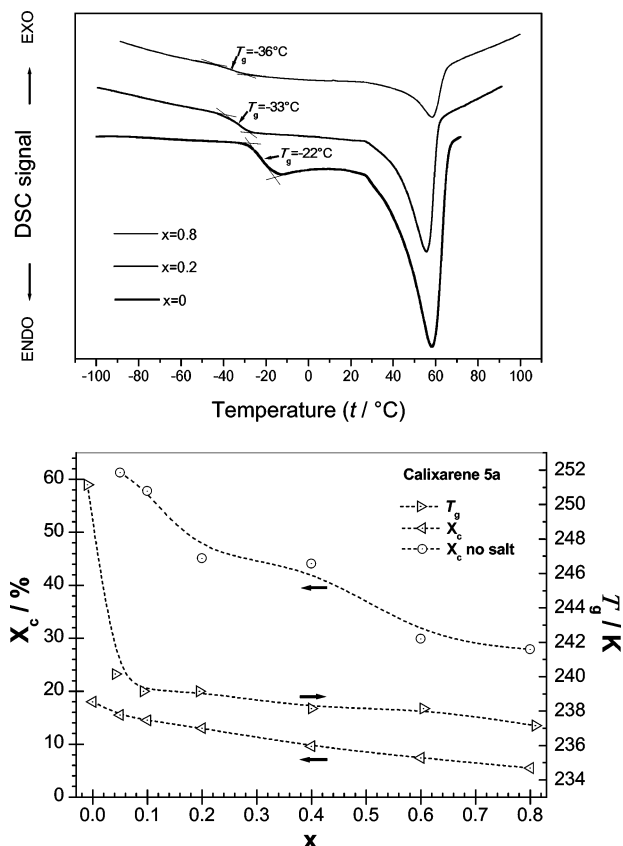 EXO
DSC signal
ENDO
T_g=-36°C
T_g=-33°C
T_g=-22°C
x=0.8
x=0.2
x=0
-100 -80 -60 -40 -20 0 20 40 60 80 100
Temperature (t / °C)
Calixarene 5a
T_g
X_c
X_c no salt
X_c / %
60
50
40
30
20
10
0
T_g / K
252
250
248
246
244
242
240
238
236
234
0.0 0.1 0.2 0.3 0.4 0.5 0.6 0.7 0.8
x